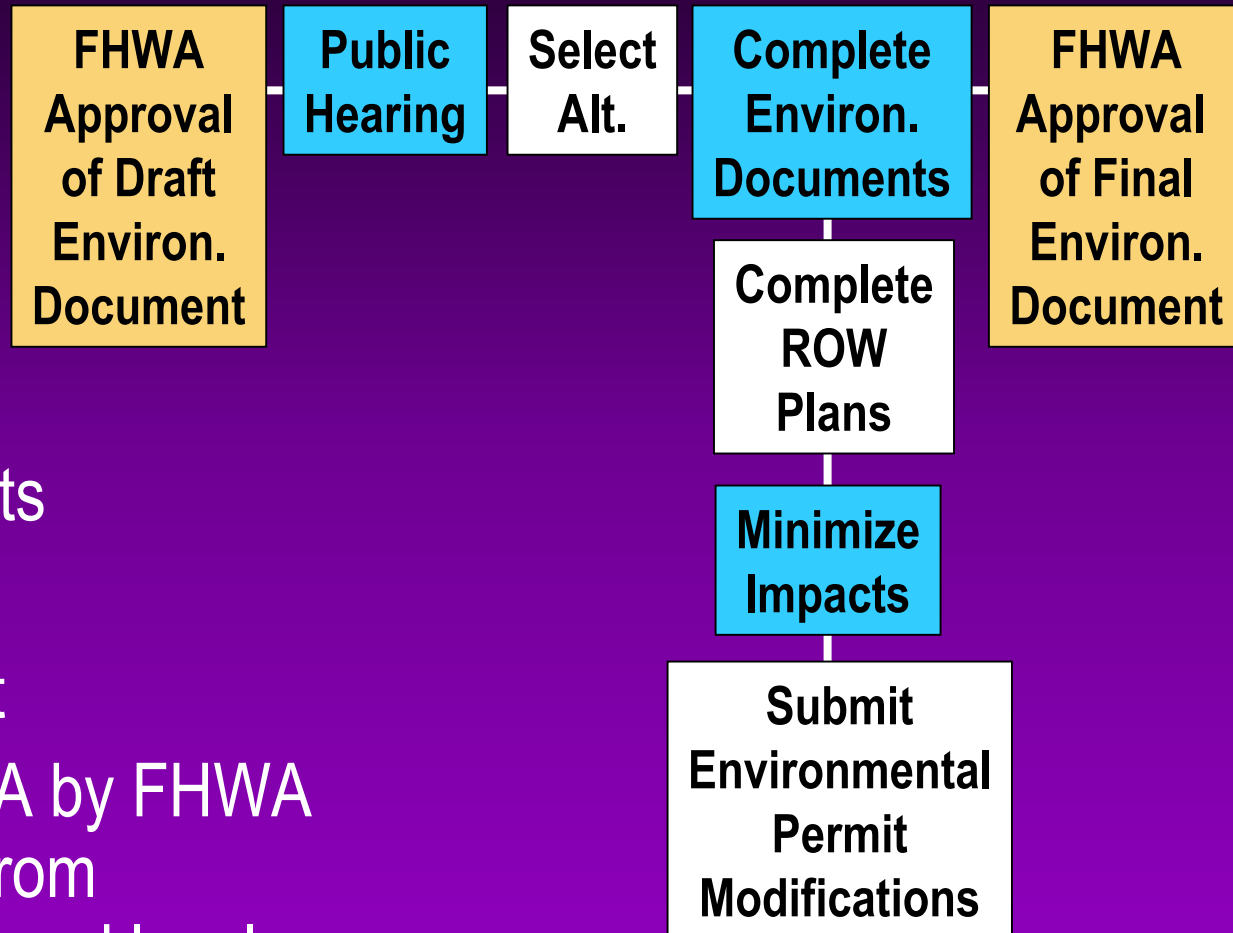 FHWA
Approval
of Draft
Environ.
Document
Public
Hearing
Select
Alt.
Complete
Environ.
Documents
FHWA
Approval
of Final
Environ.
Document
Complete
ROW
Plans
Minimize
Impacts
Submit
Environmental
Permit
Modifications
ts
t
A by FHWA
rom